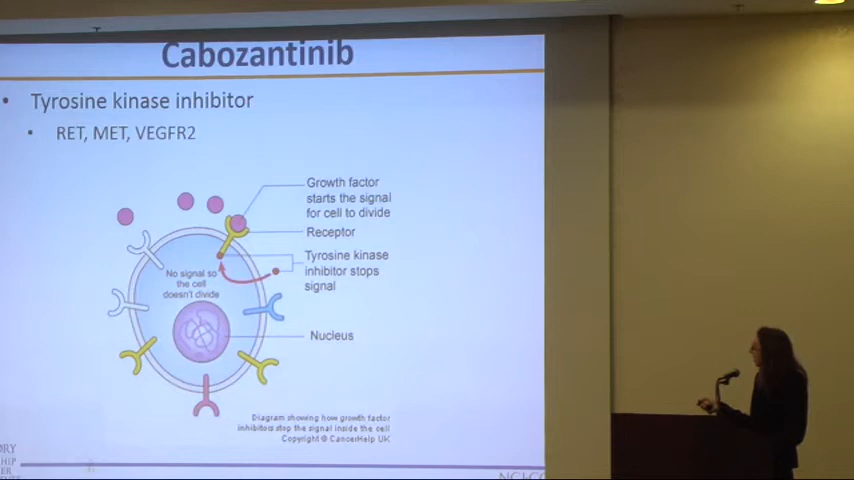 Cabozantinib
• Tyrosine kinase inhibitor
• RET, MET, VEGFR2
Growth factor
starts the signal
for cell to divide
Receptor
Tyrosine kinase
inhibitor stops
signal
No signal so
the cell
doesn't divide
Nucleus
Diagram showing how growth factor
inhibitors stop the signal inside the cell
Copyright © CancerHelp UK